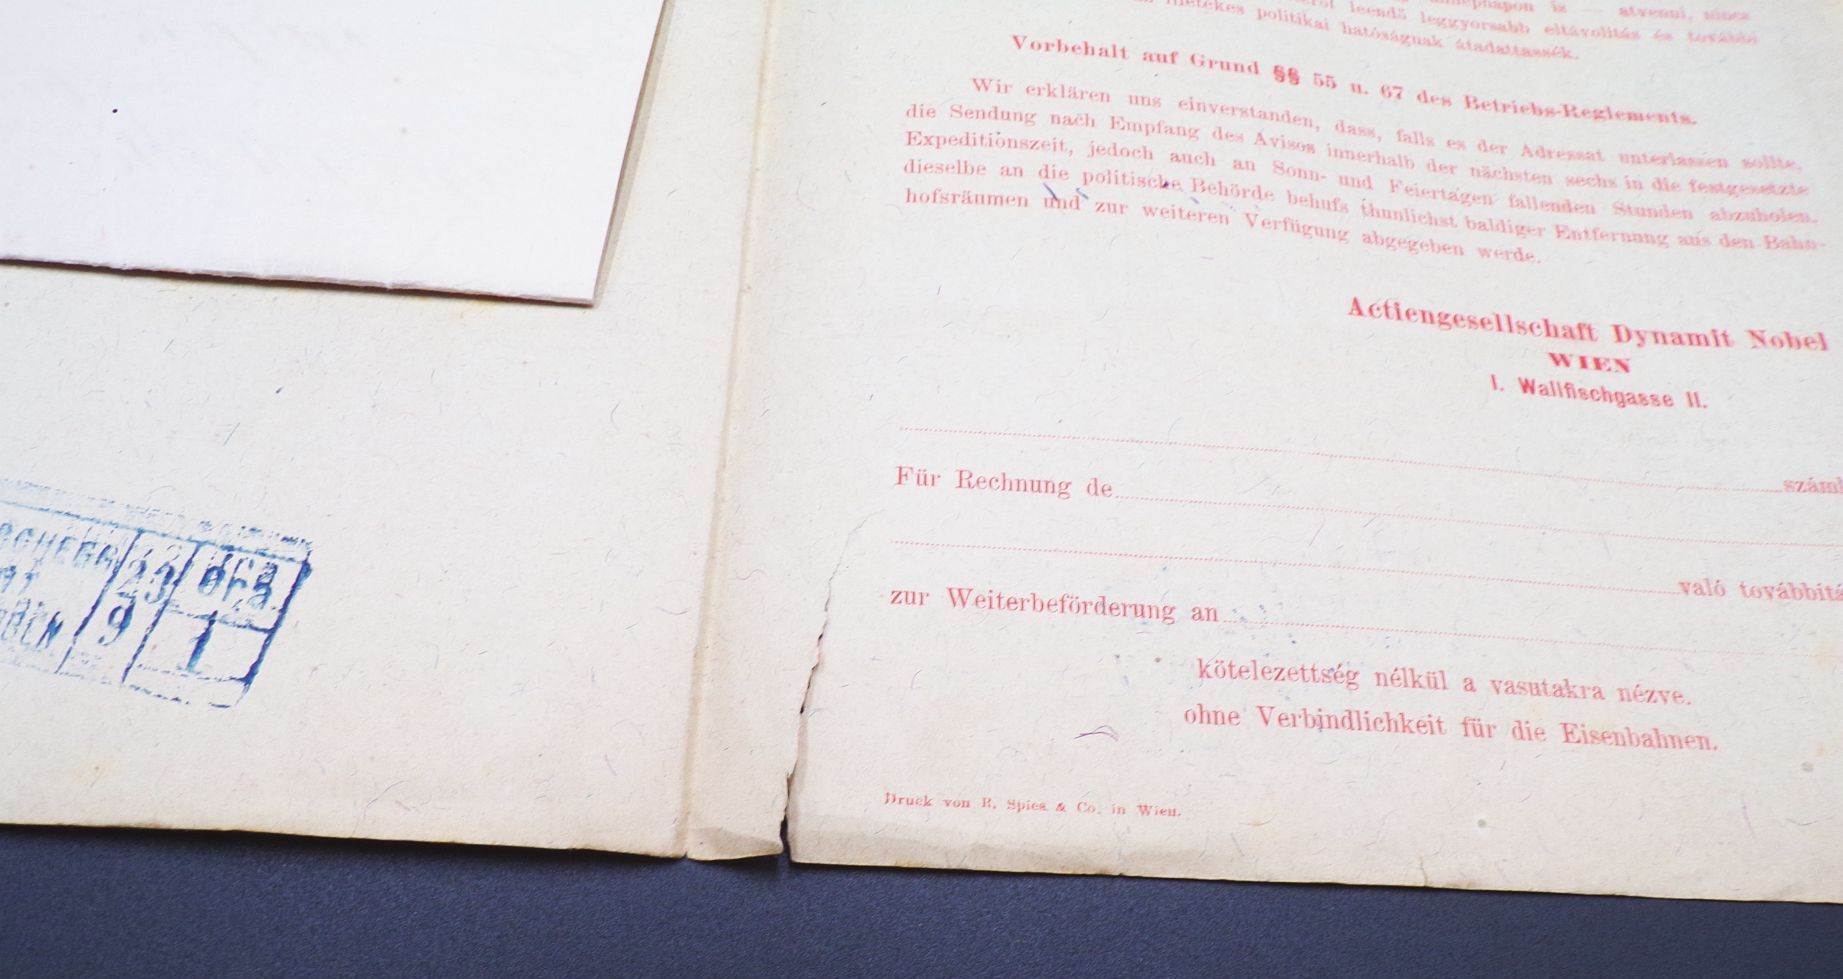 illetékes politikai hatóságnak átadattassék.
Vorbehalt auf Grund §§ 55 u. 67 des Betriebs-Reglements.
Wir erklären uns einverstanden, dass, falls es der Adressat unterlassen sollte,
die Sendung nach Empfang des Avisos innerhalb der nächsten sechs in die festgesetzte
Expeditionszeit, jedoch auch an Sonn- und Feiertagen fallenden Stunden abzuholen,
dieselbe an die politische Behörde behufs thunlichst baldiger Entfernung aus den Bahn-
hofsräumen und zur weiteren Verfügung abgegeben werde.
Actiengesellschaft Dynamit Nobel
WIEN
I. Wallfischgasse II.
Für Rechnung de
való továbbítá
zur Weiterbeförderung an
kötelezettség nélkül a vasutakra nézve.
ohne Verbindlichkeit für die Eisenbahnen.
Druck von R. Spies & Co. in Wien.
9 1